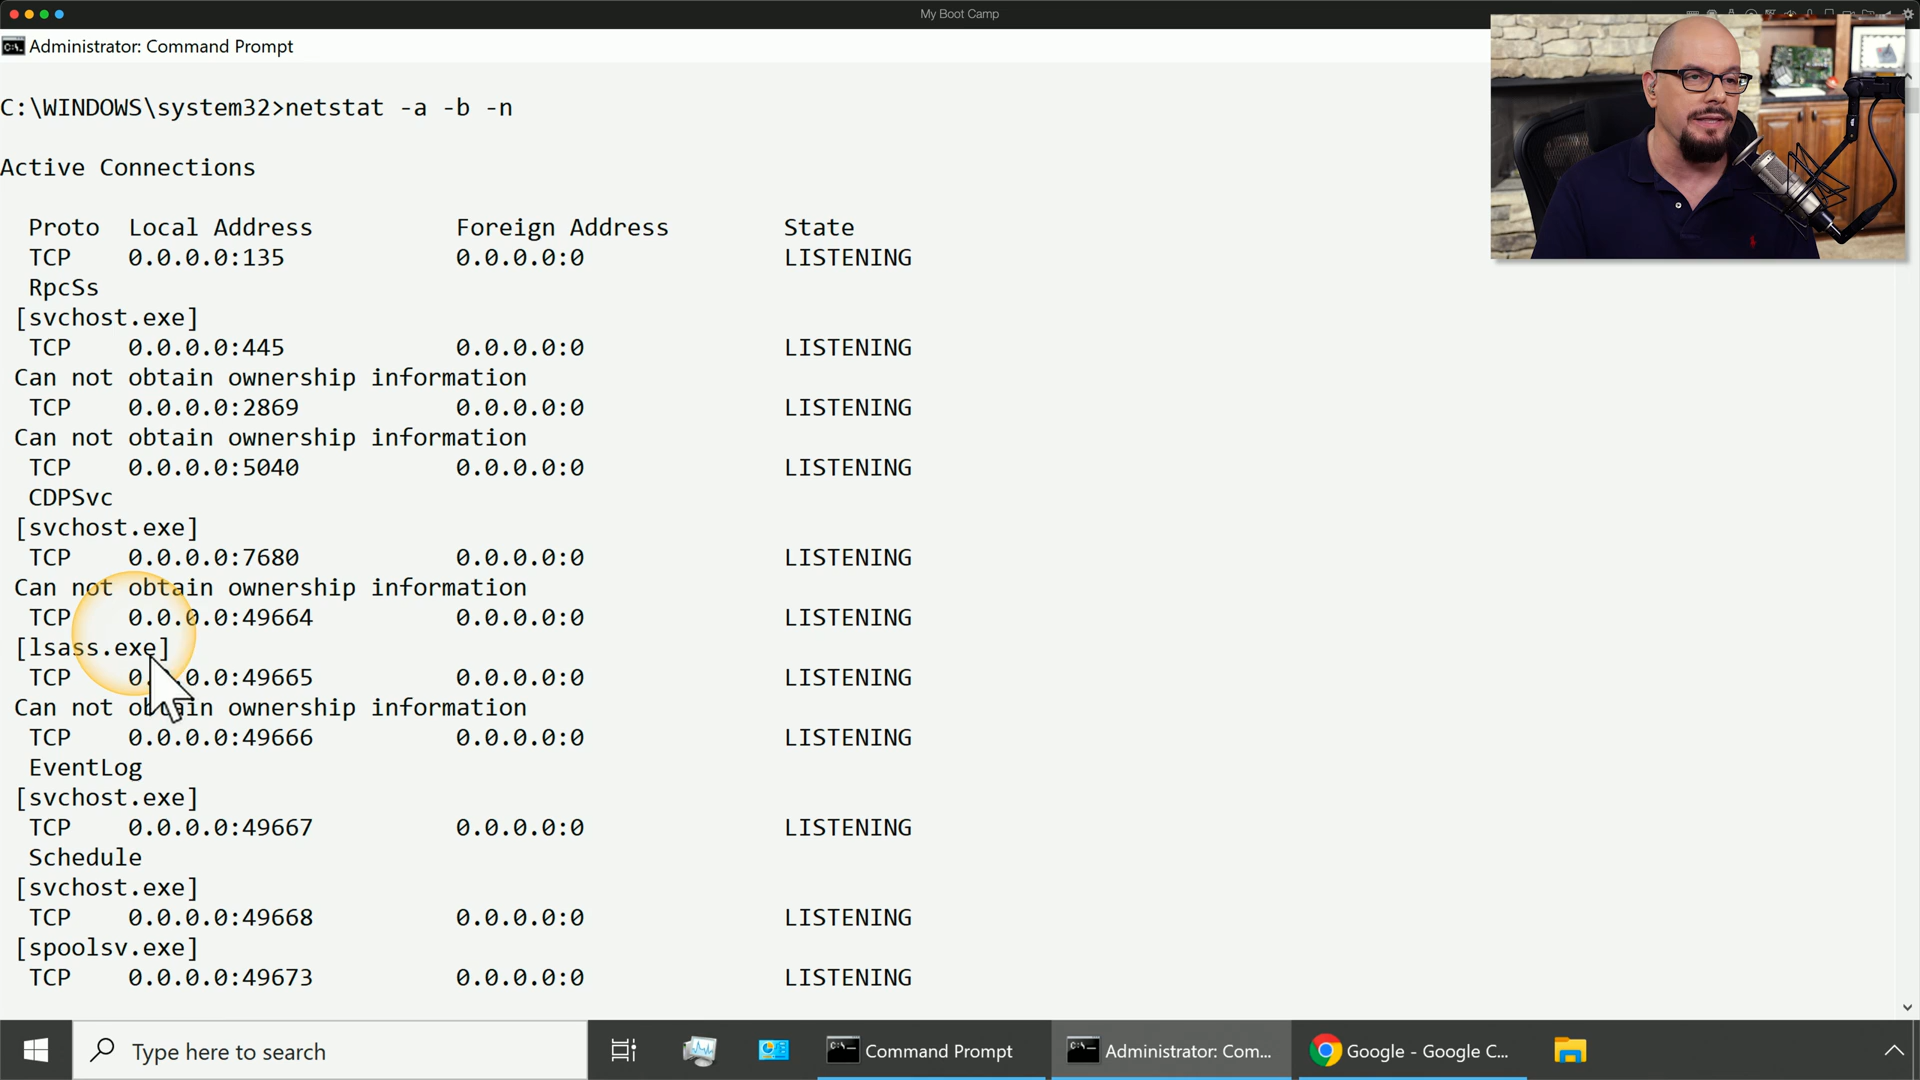 My Boot Camp
Administrator: Command Prompt
C:\WINDOWS\system32>netstat -a -b -n
Active Connections
Proto Local Address Foreign Address State
TCP 0.0.0.0:135 0.0.0.0:0 LISTENING
RpcSs
[svchost.exe]
TCP 0.0.0.0:445 0.0.0.0:0 LISTENING
Can not obtain ownership information
TCP 0.0.0.0:2869 0.0.0.0:0 LISTENING
Can not obtain ownership information
TCP 0.0.0.0:5040 0.0.0.0:0 LISTENING
CDPSvc
[svchost.exe]
TCP 0.0.0.0:7680 0.0.0.0:0 LISTENING
Can not obtain ownership information
TCP 0.0.0.0:49664 0.0.0.0:0 LISTENING
[lsass.exe]
TCP 0.0.0.0:49665 0.0.0.0:0 LISTENING
Can not obtain ownership information
TCP 0.0.0.0:49666 0.0.0.0:0 LISTENING
EventLog
[svchost.exe]
TCP 0.0.0.0:49667 0.0.0.0:0 LISTENING
Schedule
[svchost.exe]
TCP 0.0.0.0:49668 0.0.0.0:0 LISTENING
[spoolsv.exe]
TCP 0.0.0.0:49673 0.0.0.0:0 LISTENING
Type here to search
Command Prompt
Administrator: Com...
Google - Google C...